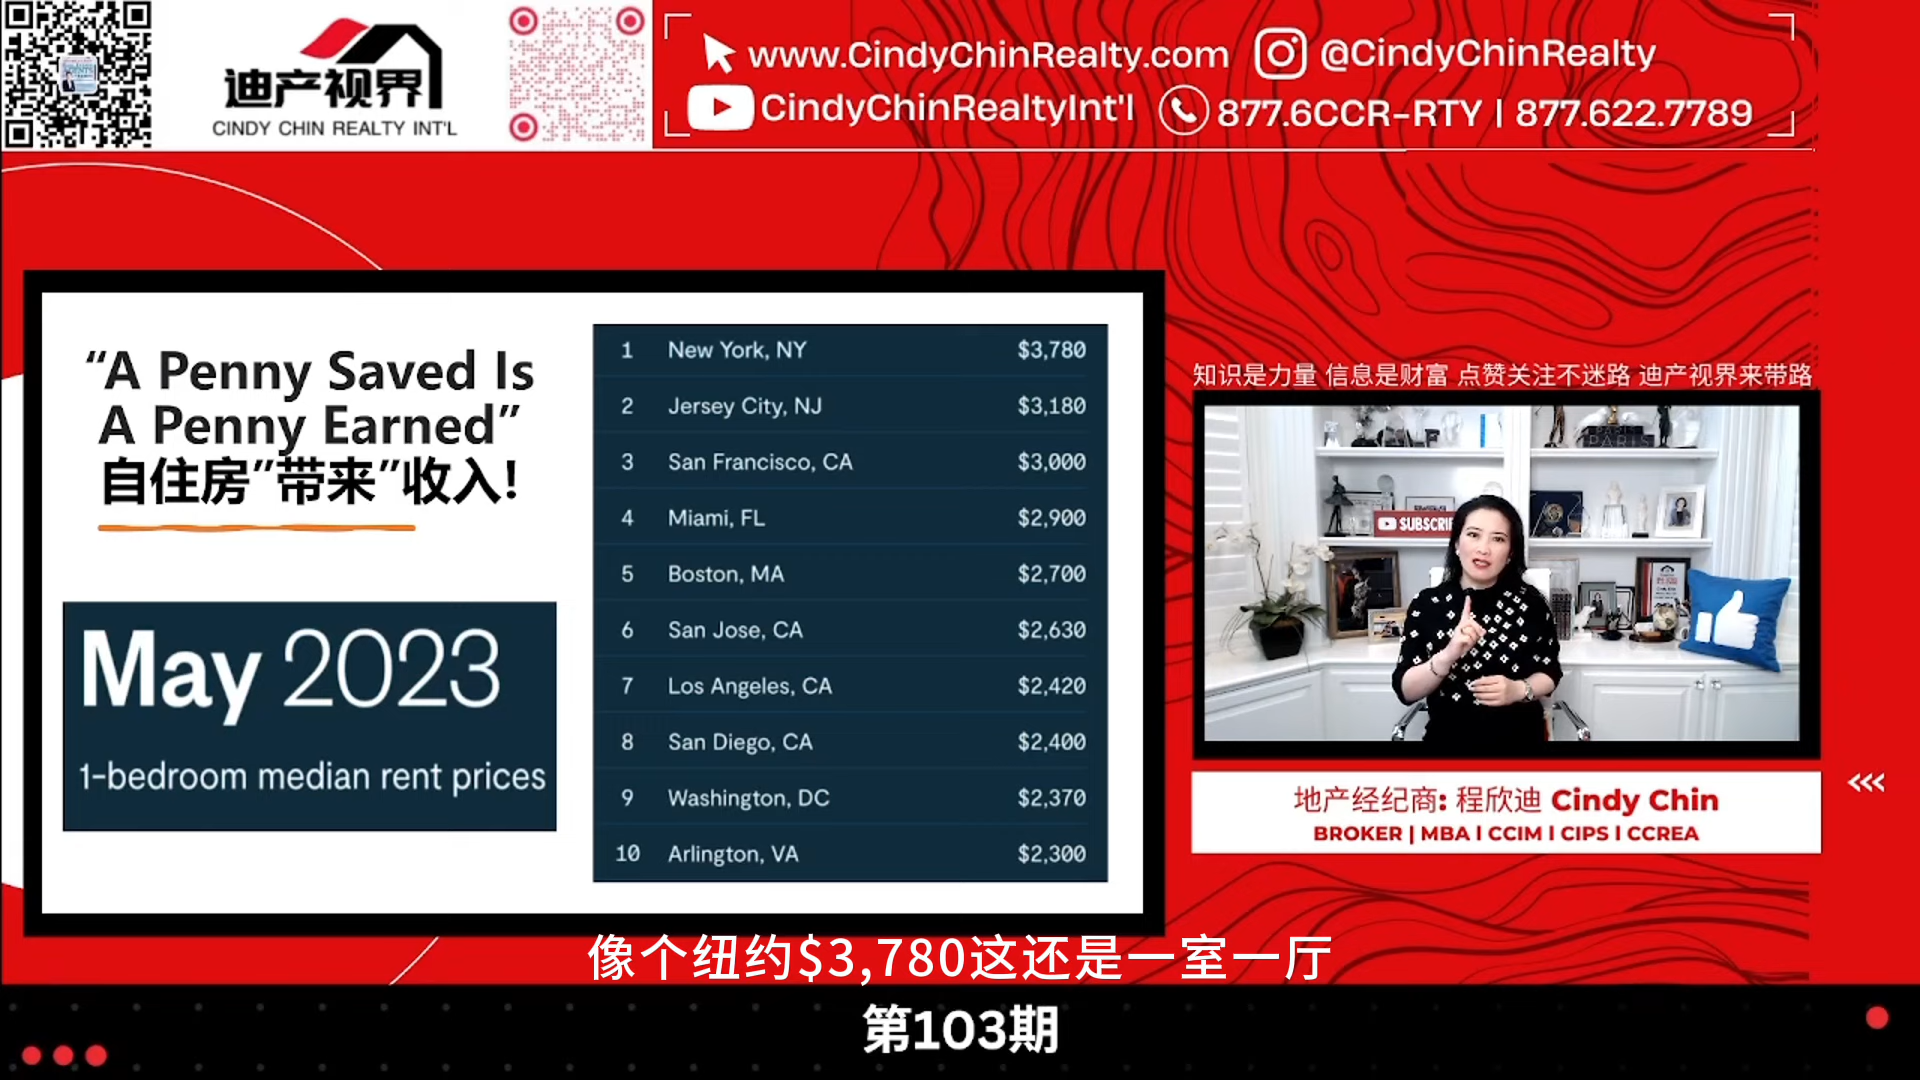 迪产视界
CINDY CHIN REALTY INT'L
www.CindyChinRealty.com
@CindyChinRealty
CindyChinRealtyInt'l
877.6CCR-RTY | 877.622.7789
“A Penny Saved Is
A Penny Earned”
自住房”带来”收入!
May 2023
1-bedroom median rent prices
1 New York, NY $3,780
2 Jersey City, NJ $3,180
3 San Francisco, CA $3,000
4 Miami, FL $2,900
5 Boston, MA $2,700
6 San Jose, CA $2,630
7 Los Angeles, CA $2,420
8 San Diego, CA $2,400
9 Washington, DC $2,370
10 Arlington, VA $2,300
知识是力量 信息是财富 点赞关注不迷路 迪产视界来带路
PARIS
SUBSCRI
地产经纪商: 程欣迪 Cindy Chin
BROKER | MBA | CCIM | CIPS | CCREA
像个纽约$3,780这还是一室一厅
第103期